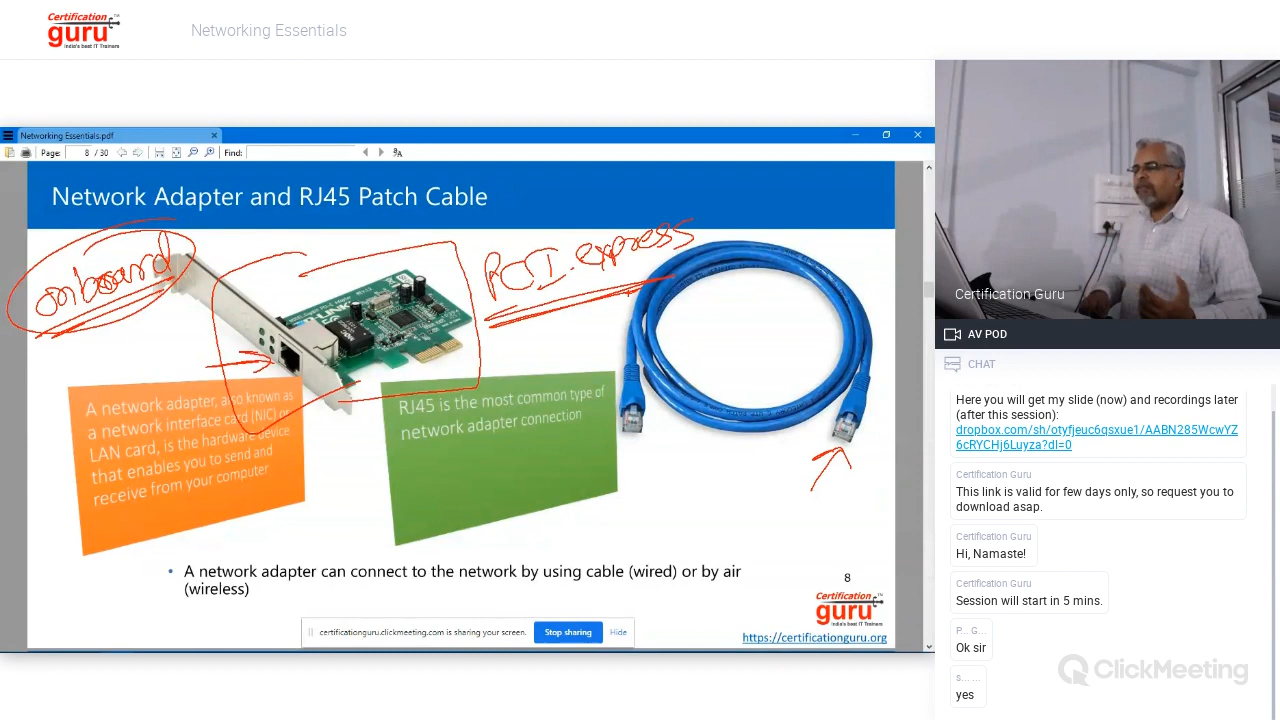 Certification
guru
India's best IT Trainers
TM
Networking Essentials
Networking Essentials.pdf
Page: 8 / 30 Find:
Network Adapter and RJ45 Patch Cable
onboard
PCI-express
A network adapter, also known as
a network interface card (NIC) or
LAN card, is the hardware device
that enables you to send and
receive from your computer
RJ45 is the most common type of
network adapter connection
• A network adapter can connect to the network by using cable (wired) or by air
(wireless)
8
Certification
guru
India's best IT Trainers
https://certificationguru.org
certificationguru.clickmeeting.com is sharing your screen. Stop sharing Hide
Certification Guru
AV POD
CHAT
Here you will get my slide (now) and recordings later
(after this session):
dropbox.com/sh/otyfjeuc6qsxue1/AABN285WcwYZ
6cRYCHj6Luyza?dl=0
Certification Guru
This link is valid for few days only, so request you to
download asap.
Certification Guru
Hi, Namaste!
Certification Guru
Session will start in 5 mins.
P... G...
Ok sir
s... ...
yes
ClickMeeting